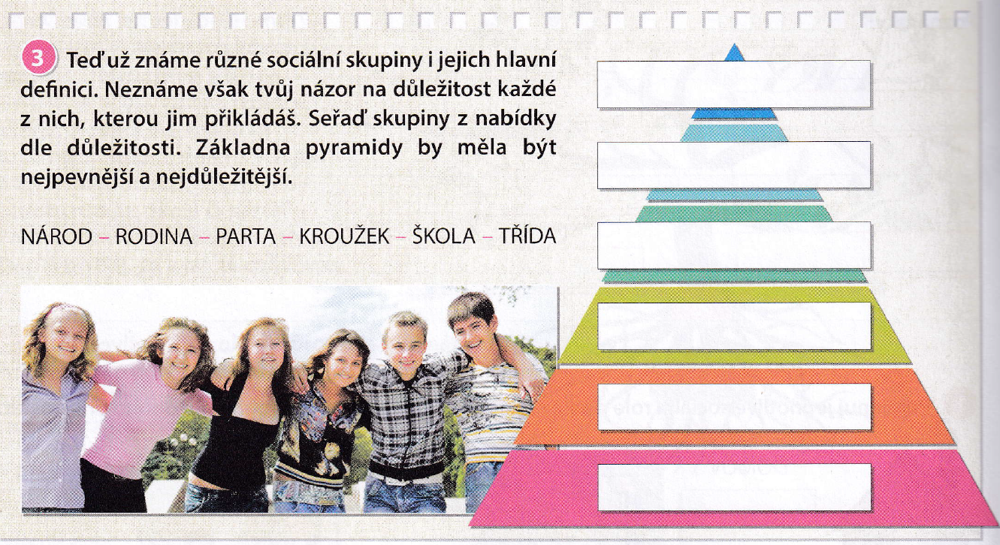 3 Teď už známe různé sociální skupiny i jejich hlavní
definici. Neznáme však tvůj názor na důležitost každé
z nich, kterou jim přikládáš. Seřaď skupiny z nabídky
dle důležitosti. Základna pyramidy by měla být
nejpevnější a nejdůležitější.
NÁROD – RODINA – PARTA – KROUŽEK – ŠKOLA – TŘÍDA